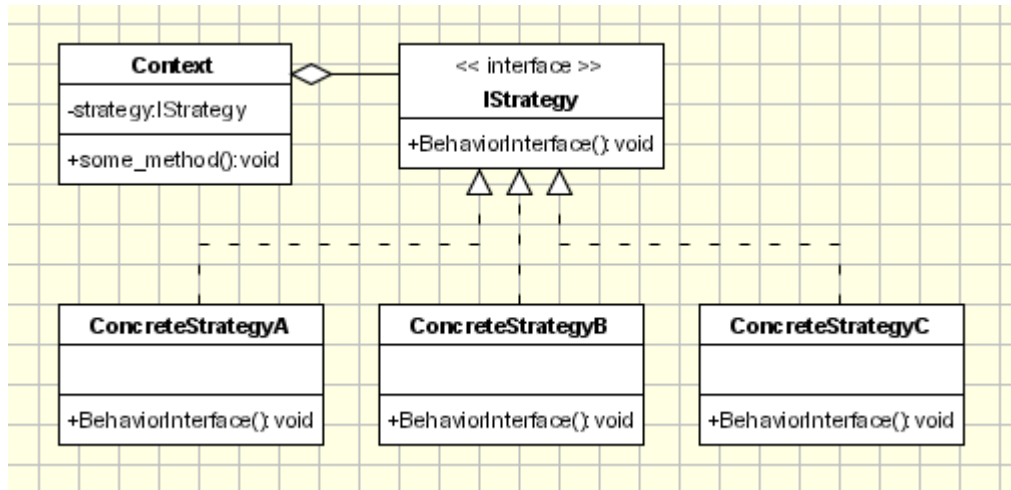 Context
-strategy:IStrategy
+some_method():void
<< interface >>
IStrategy
+BehaviorInterface():void
ConcreteStrategyA
+BehaviorInterface():void
ConcreteStrategyB
+BehaviorInterface():void
ConcreteStrategyC
+BehaviorInterface():void